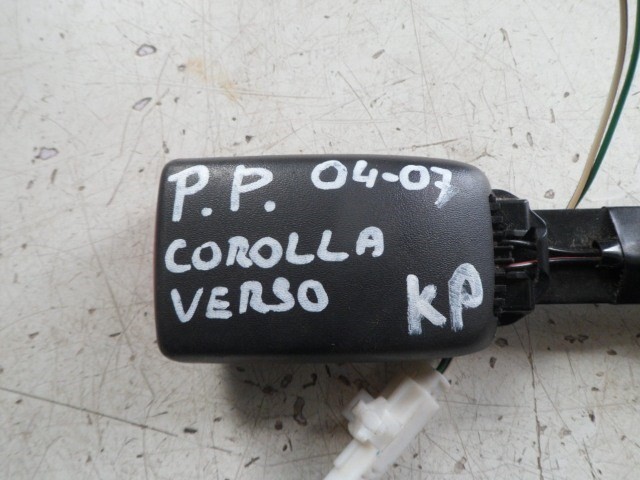 P.P. 04-07
COROLLA
VERSO KP